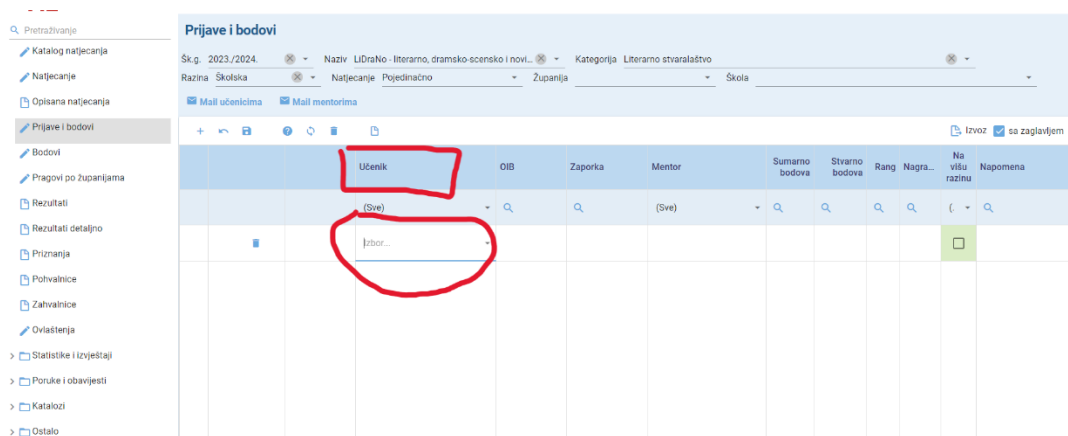 Pretraživanje
Katalog natjecanja
Natjecanje
Opisana natjecanja
Prijave i bodovi
Bodovi
Pragovi po županijama
Rezultati
Rezultati detaljno
Priznanja
Pohvalnice
Zahvalnice
Ovlaštenja
Statistike i izvještaji
Poruke i obavijesti
Katalozi
Ostalo
Prijave i bodovi
Šk.g. 2023./2024. Naziv LiDraNo - literarno, dramsko-scensko i novi... Kategorija Literarno stvaralaštvo
Razina Školska Natjecanje Pojedinačno Županija Škola
Mail učenicima Mail mentorima
Izvoz sa zaglavljem
Učenik OIB Zaporka Mentor Sumarno bodova Stvarno bodova Rang Nagra... Na višu razinu Napomena
(Sve) (Sve) (.
Izbor...